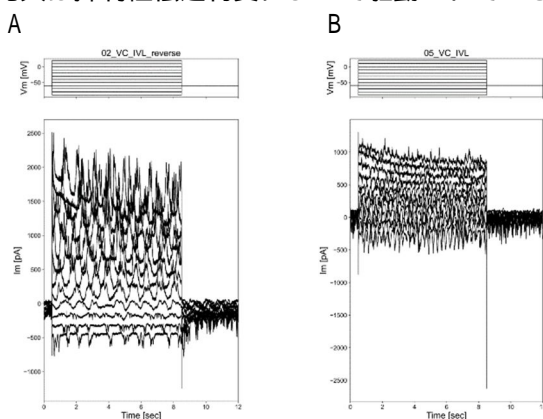 A
B
02_VC_IVL_reverse
05_VC_IVL
Vm [mV]
0
−50
Vm [mV]
0
−50
Im [pA]
2500
2000
1500
1000
500
0
−500
−1000
0 2 4 6 8 10 12
Time [sec]
Im [pA]
1000
500
0
−500
−1000
−1500
−2000
−2500
0 2 4 6 8 10 12
Time [sec]